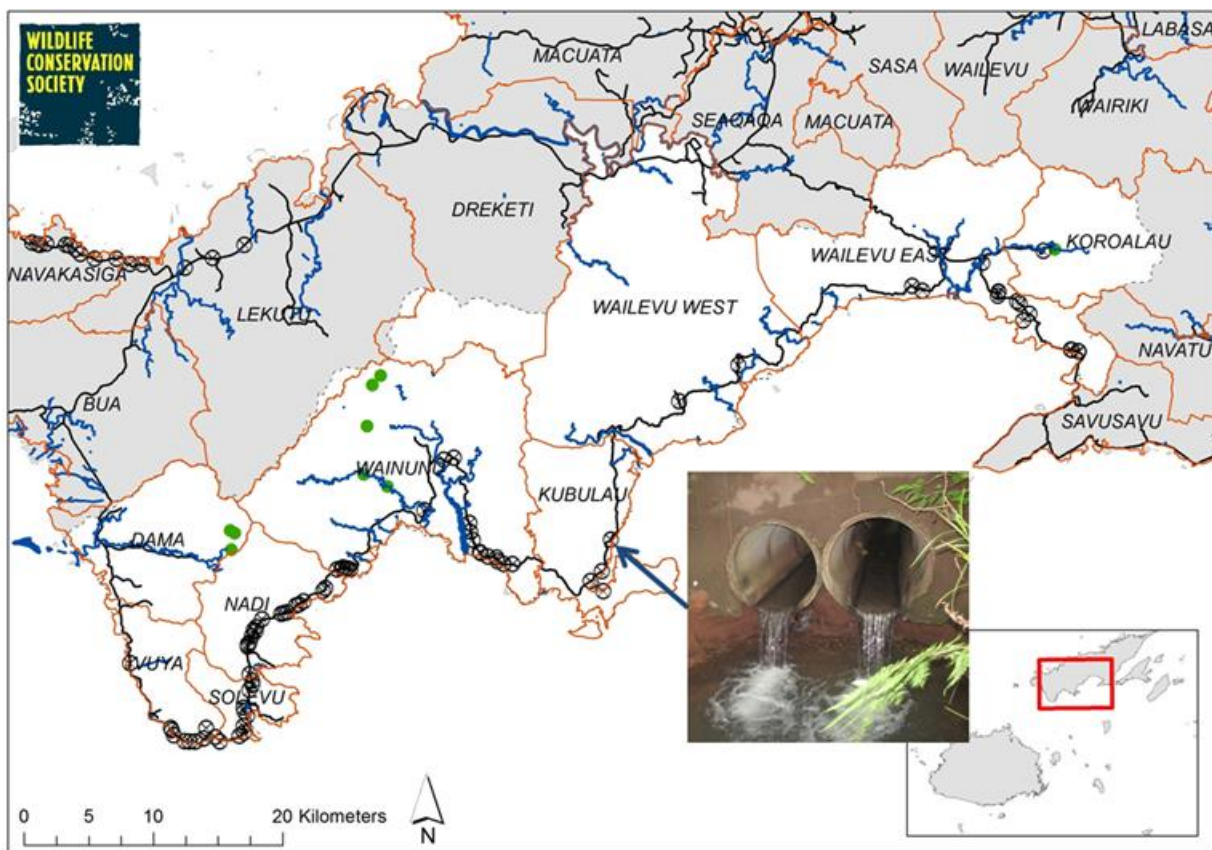 WILDLIFE
CONSERVATION
SOCIETY
MACUATA
SASA
WAILEVU
LABASA
WAIRIKI
SEAQAQA
MACUATA
DREKETI
NAVAKASIGA
LEKUTU
WAILEVU EAST
KOROALAU
WAILEVU WEST
NAVATU
BUA
SAVUSAVU
WAINUNU
KUBULAU
DAMA
NADI
VUYA
SOLEVU
0 5 10 20 Kilometers
N